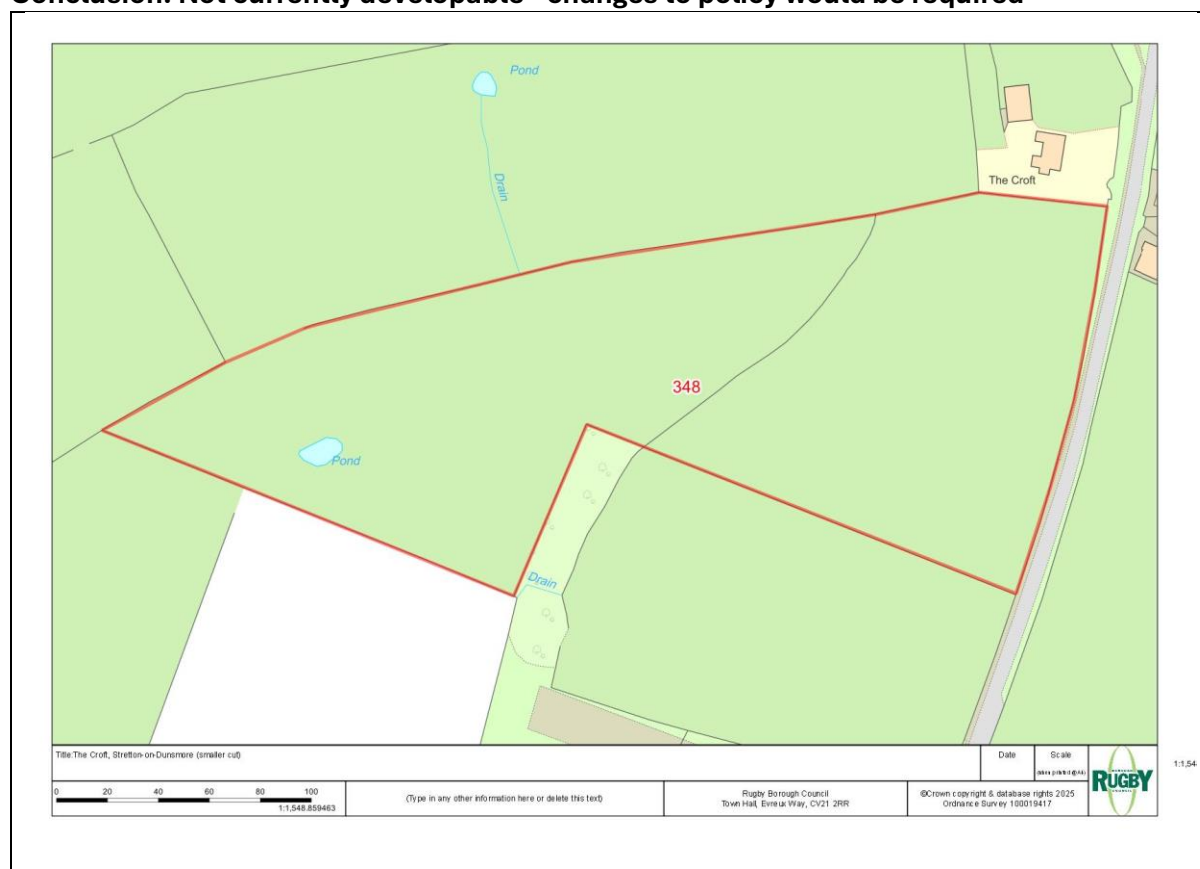 Conclusion: Not currently developable - changes to policy would be required
Pond
Drain
The Croft
348
Pond
Drain
Title:The Croft, Stretton-on-Dunsmore (smaller cut)
Date
Scale
0 20 40 60 80 100
1:1,548.859463
(Type in any other information here or delete this text)
Rugby Borough Council
Town Hall, Evreux Way, CV21 2RR
©Crown copyright & database rights 2025
Ordnance Survey 100019417
RUGBY
1:1,54